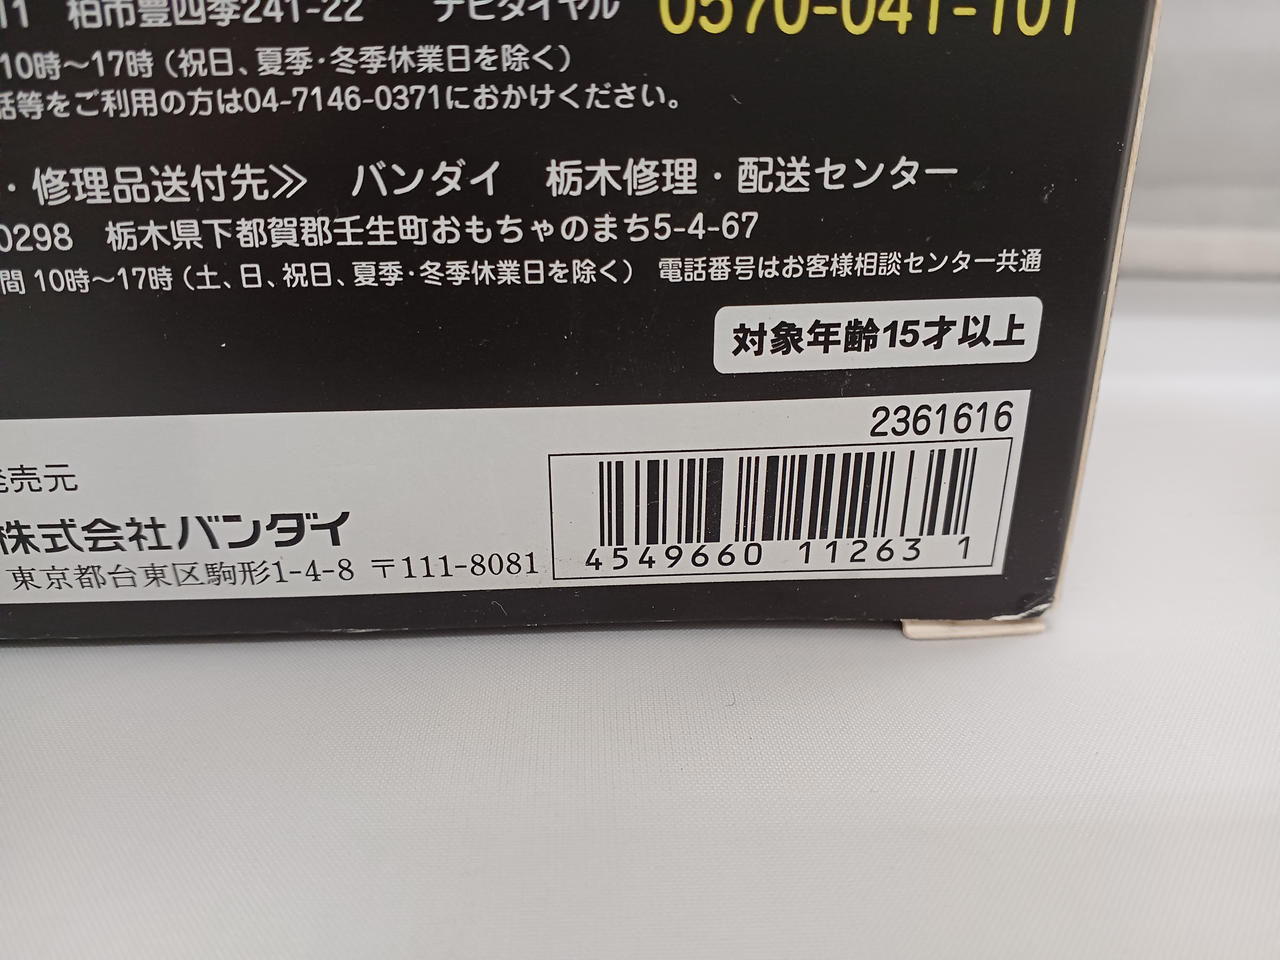 11 柏市豊四季241-22 ナビダイヤル 0570-041-101
10時〜17時（祝日、夏季・冬季休業日を除く）
話等をご利用の方は04-7146-0371におかけください。
・修理品送付先≫ バンダイ 栃木修理・配送センター
0298 栃木県下都賀郡壬生町おもちゃのまち5-4-67
間 10時〜17時（土、日、祝日、夏季・冬季休業日を除く） 電話番号はお客様相談センター共通
対象年齢15才以上
2361616
発売元
株式会社バンダイ
東京都台東区駒形1-4-8 〒111-8081
4549660 11263 1